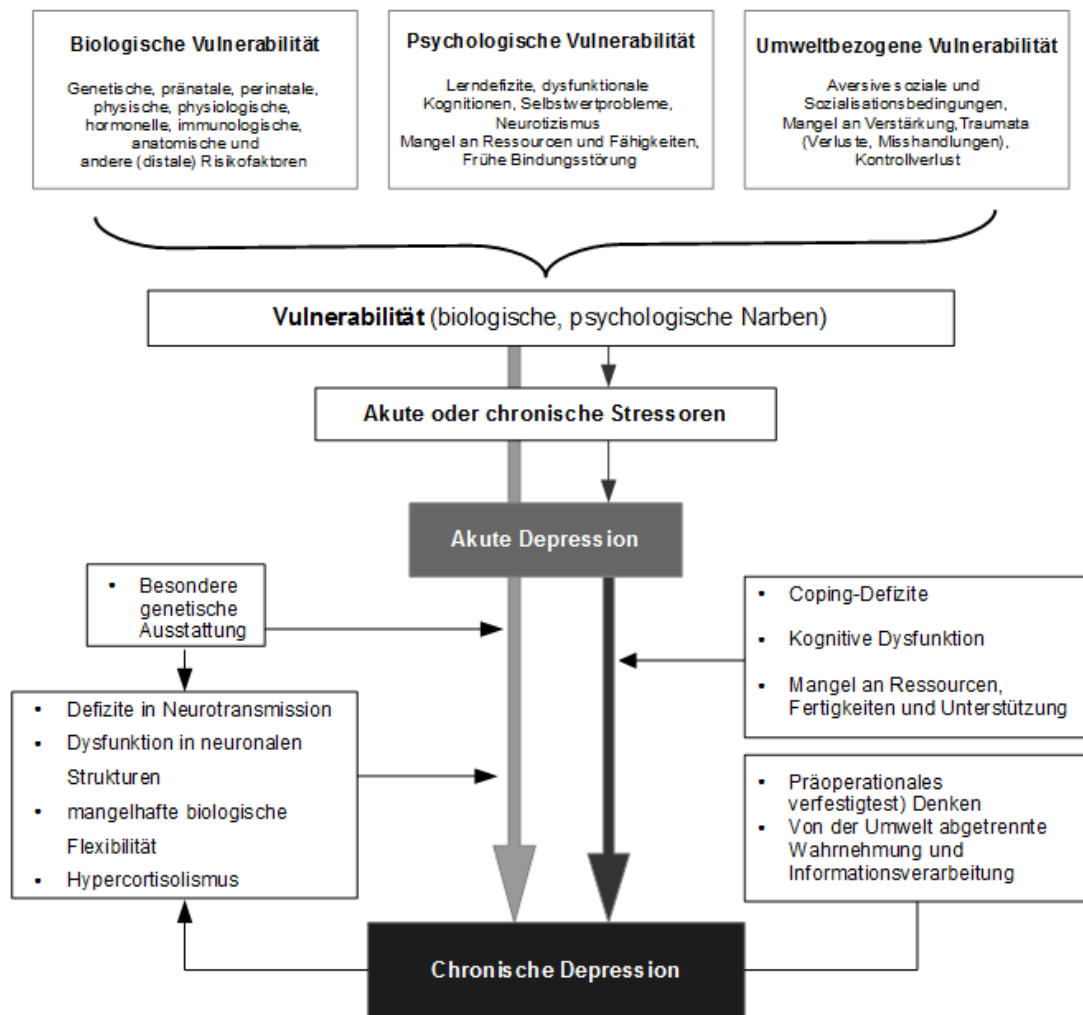 Biologische Vulnerabilität
Genetische, pränatale, perinatale,
physische, physiologische,
hormonelle, immunologische,
anatomische und
andere (distale) Risikofaktoren
Psychologische Vulnerabilität
Lerndefizite, dysfunktionale
Kognitionen, Selbstwertprobleme,
Neurotizismus
Mangel an Ressourcen und Fähigkeiten,
Frühe Bindungsstörung
Umweltbezogene Vulnerabilität
Aversive soziale und
Sozialisationsbedingungen,
Mangel an Verstärkung,Traumata
(Verluste, Misshandlungen),
Kontrollverlust
Vulnerabilität (biologische, psychologische Narben)
Akute oder chronische Stressoren
Akute Depression
• Besondere
genetische
Ausstattung
• Defizite in Neurotransmission
• Dysfunktion in neuronalen
Strukturen
• mangelhafte biologische
Flexibilität
• Hypercortisolismus
• Coping-Defizite
• Kognitive Dysfunktion
• Mangel an Ressourcen,
Fertigkeiten und Unterstützung
• Präoperationales
verfestigtest) Denken
• Von der Umwelt abgetrennte
Wahrnehmung und
Informationsverarbeitung
Chronische Depression